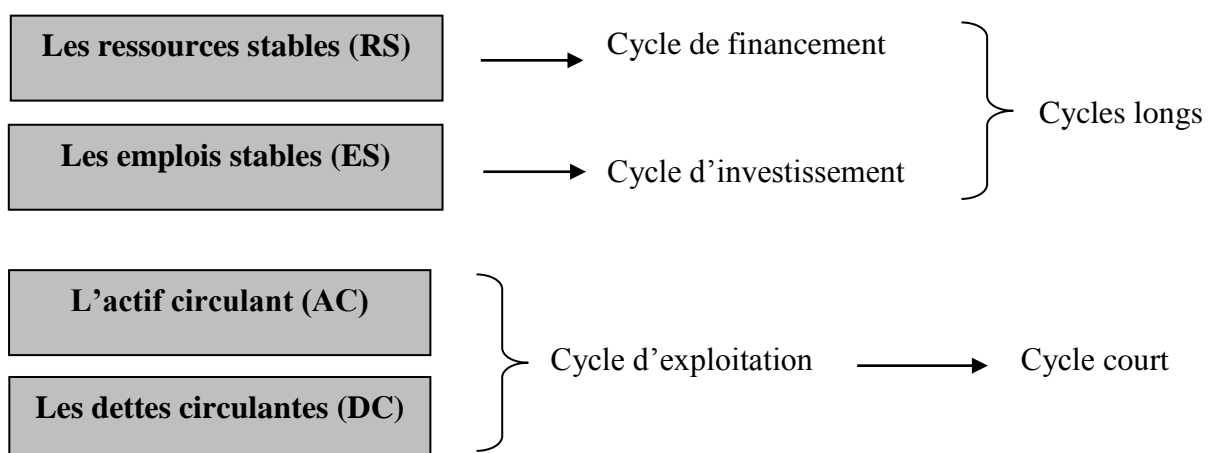 Les ressources stables (RS)
Cycle de financement
Cycles longs
Les emplois stables (ES)
Cycle d’investissement
L’actif circulant (AC)
Cycle d’exploitation
Cycle court
Les dettes circulantes (DC)